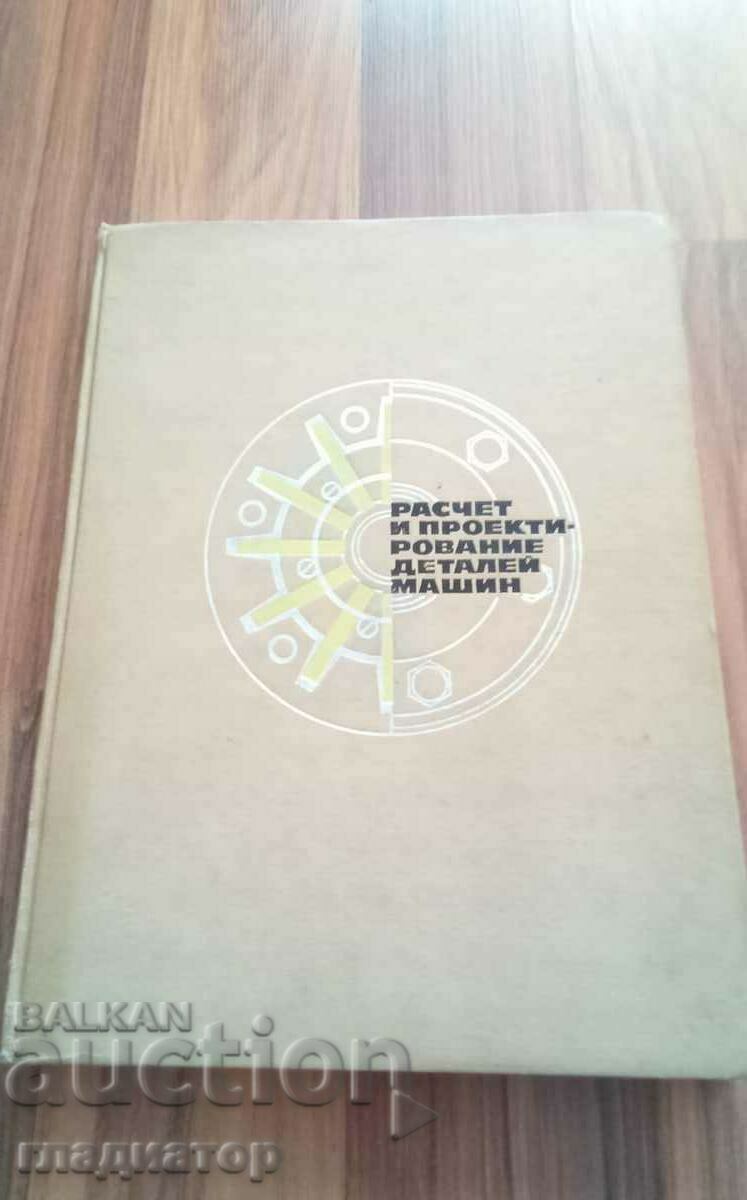 РАСЧЕТ
И ПРОЕКТИ-
РОВАНИЕ
ДЕТАЛЕЙ
МАШИН
BALKAN
auction
гладиатор